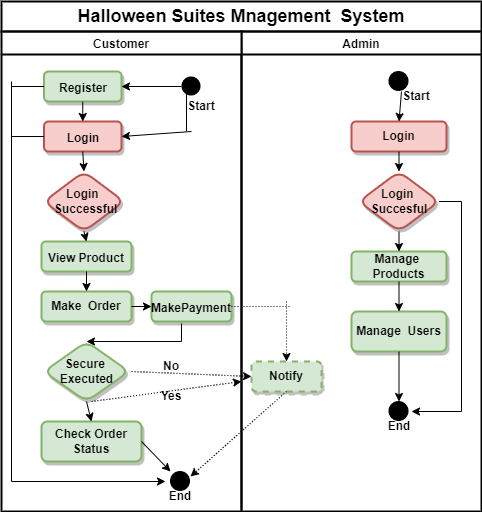 Halloween Suites Mnagement System
Customer
Admin
Register
Start
Login
Login
Successful
View Product
Make Order
MakePayment
Secure
Executed
No
Yes
Notify
Check Order
Status
End
Start
Login
Login
Succesful
Manage
Products
Manage Users
End